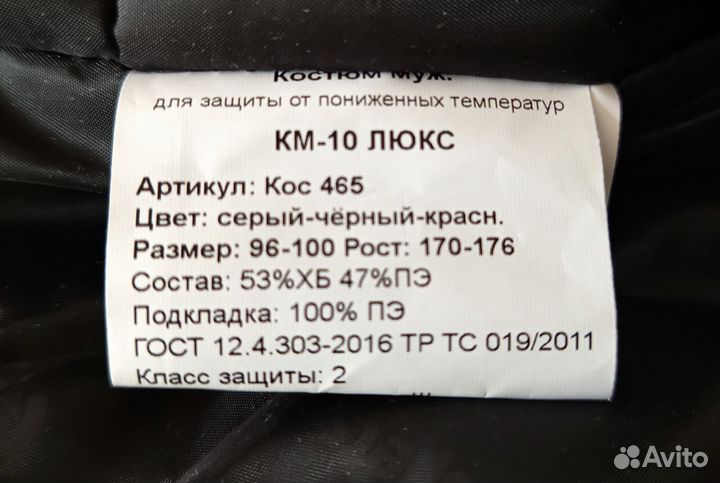 Костюм муж.
для защиты от пониженных температур
КМ-10 ЛЮКС
Артикул: Кос 465
Цвет: серый-чёрный-красн.
Размер: 96-100 Рост: 170-176
Состав: 53%ХБ 47%ПЭ
Подкладка: 100% ПЭ
ГОСТ 12.4.303-2016 ТР ТС 019/2011
Класс защиты: 2
Avito